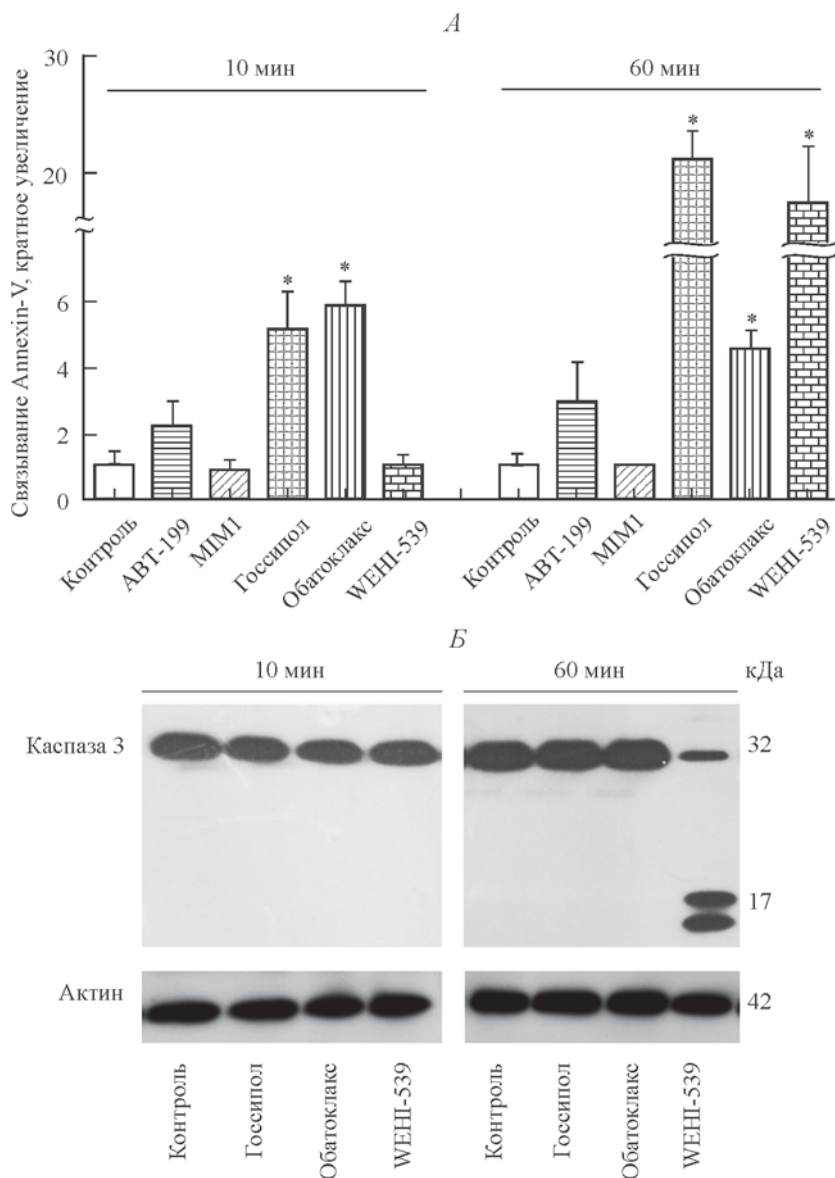 А
Связывание Annexin-V, кратное увеличение
30
20
6
4
2
0
10 мин
60 мин
*
*
*
*
*
Контроль
ABT-199
MIM1
Госсипол
Обатоклакс
WEHI-539
Контроль
ABT-199
MIM1
Госсипол
Обатоклакс
WEHI-539
Б
10 мин
60 мин
кДа
Каспаза 3
32
17
Актин
42
Контроль
Госсипол
Обатоклакс
WEHI-539
Контроль
Госсипол
Обатоклакс
WEHI-539